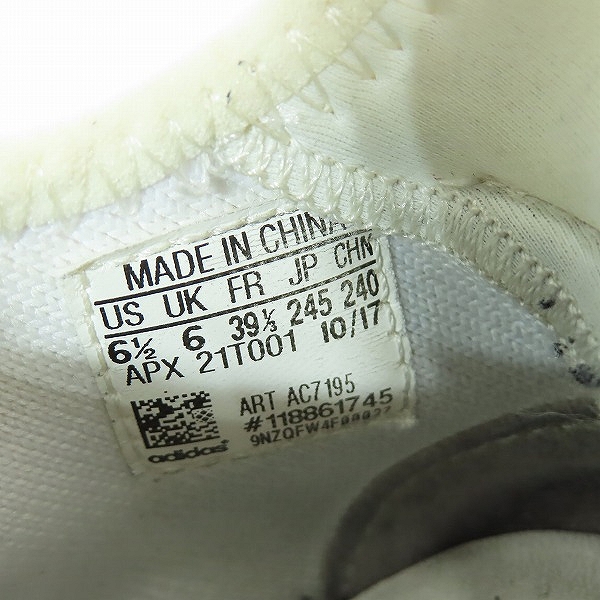 MADE IN CHINA
US UK FR JP CHN
6½ 6 39⅓ 245 240
APX 21T001 10/17
ART AC7195
#118861745
adidas